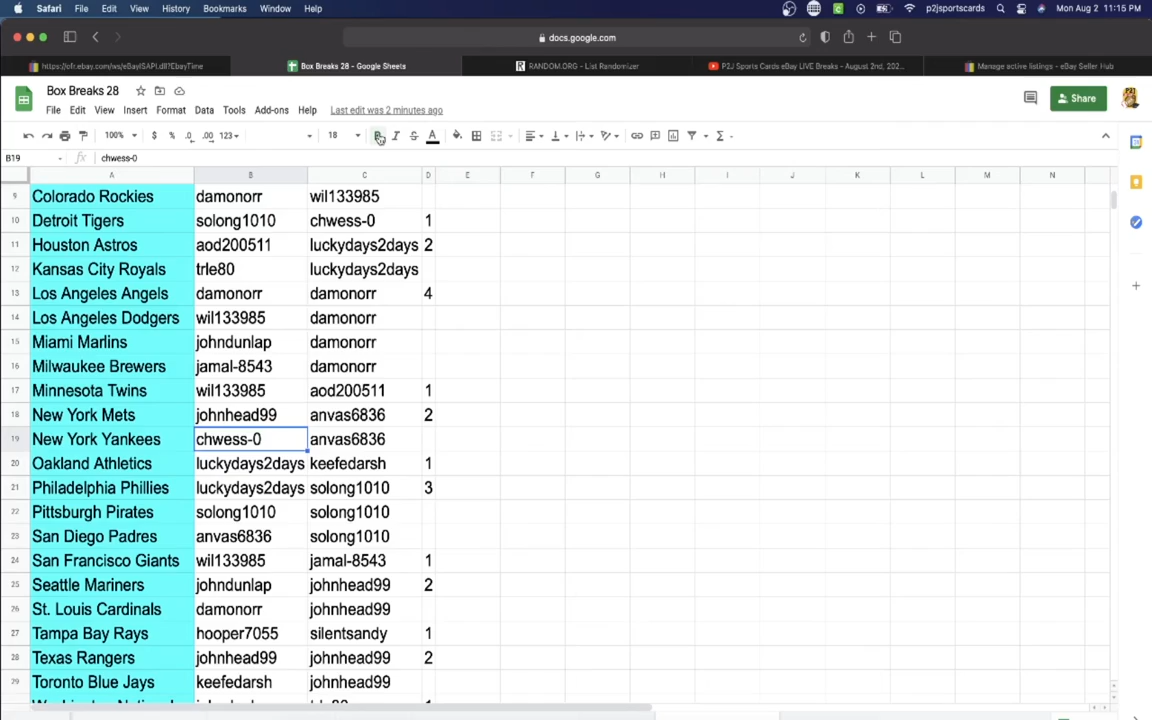 Safari File Edit View History Bookmarks Window Help p2jsportscards Mon Aug 2 11:15 PM
docs.google.com
https://ofr.ebay.com/ws/eBayISAPI.dll?EbayTime Box Breaks 28 - Google Sheets RANDOM.ORG - List Randomizer P2J Sports Cards eBay LIVE Breaks - August 2nd, 202... Manage active listings - eBay Seller Hub
Box Breaks 28
File Edit View Insert Format Data Tools Add-ons Help Last edit was 2 minutes ago
Share
100% $ % .0 .00 123 18 B I S A Σ
B19 fx chwess-0
A B C D E F G H I J K L M N
9 Colorado Rockies damonorr wil133985
10 Detroit Tigers solong1010 chwess-0 1
11 Houston Astros aod200511 luckydays2days 2
12 Kansas City Royals trle80 luckydays2days
13 Los Angeles Angels damonorr damonorr 4
14 Los Angeles Dodgers wil133985 damonorr
15 Miami Marlins johndunlap damonorr
16 Milwaukee Brewers jamal-8543 damonorr
17 Minnesota Twins wil133985 aod200511 1
18 New York Mets johnhead99 anvas6836 2
19 New York Yankees chwess-0 anvas6836
20 Oakland Athletics luckydays2days keefedarsh 1
21 Philadelphia Phillies luckydays2days solong1010 3
22 Pittsburgh Pirates solong1010 solong1010
23 San Diego Padres anvas6836 solong1010
24 San Francisco Giants wil133985 jamal-8543 1
25 Seattle Mariners johndunlap johnhead99 2
26 St. Louis Cardinals damonorr johnhead99
27 Tampa Bay Rays hooper7055 silentsandy 1
28 Texas Rangers johnhead99 johnhead99 2
29 Toronto Blue Jays keefedarsh johnhead99